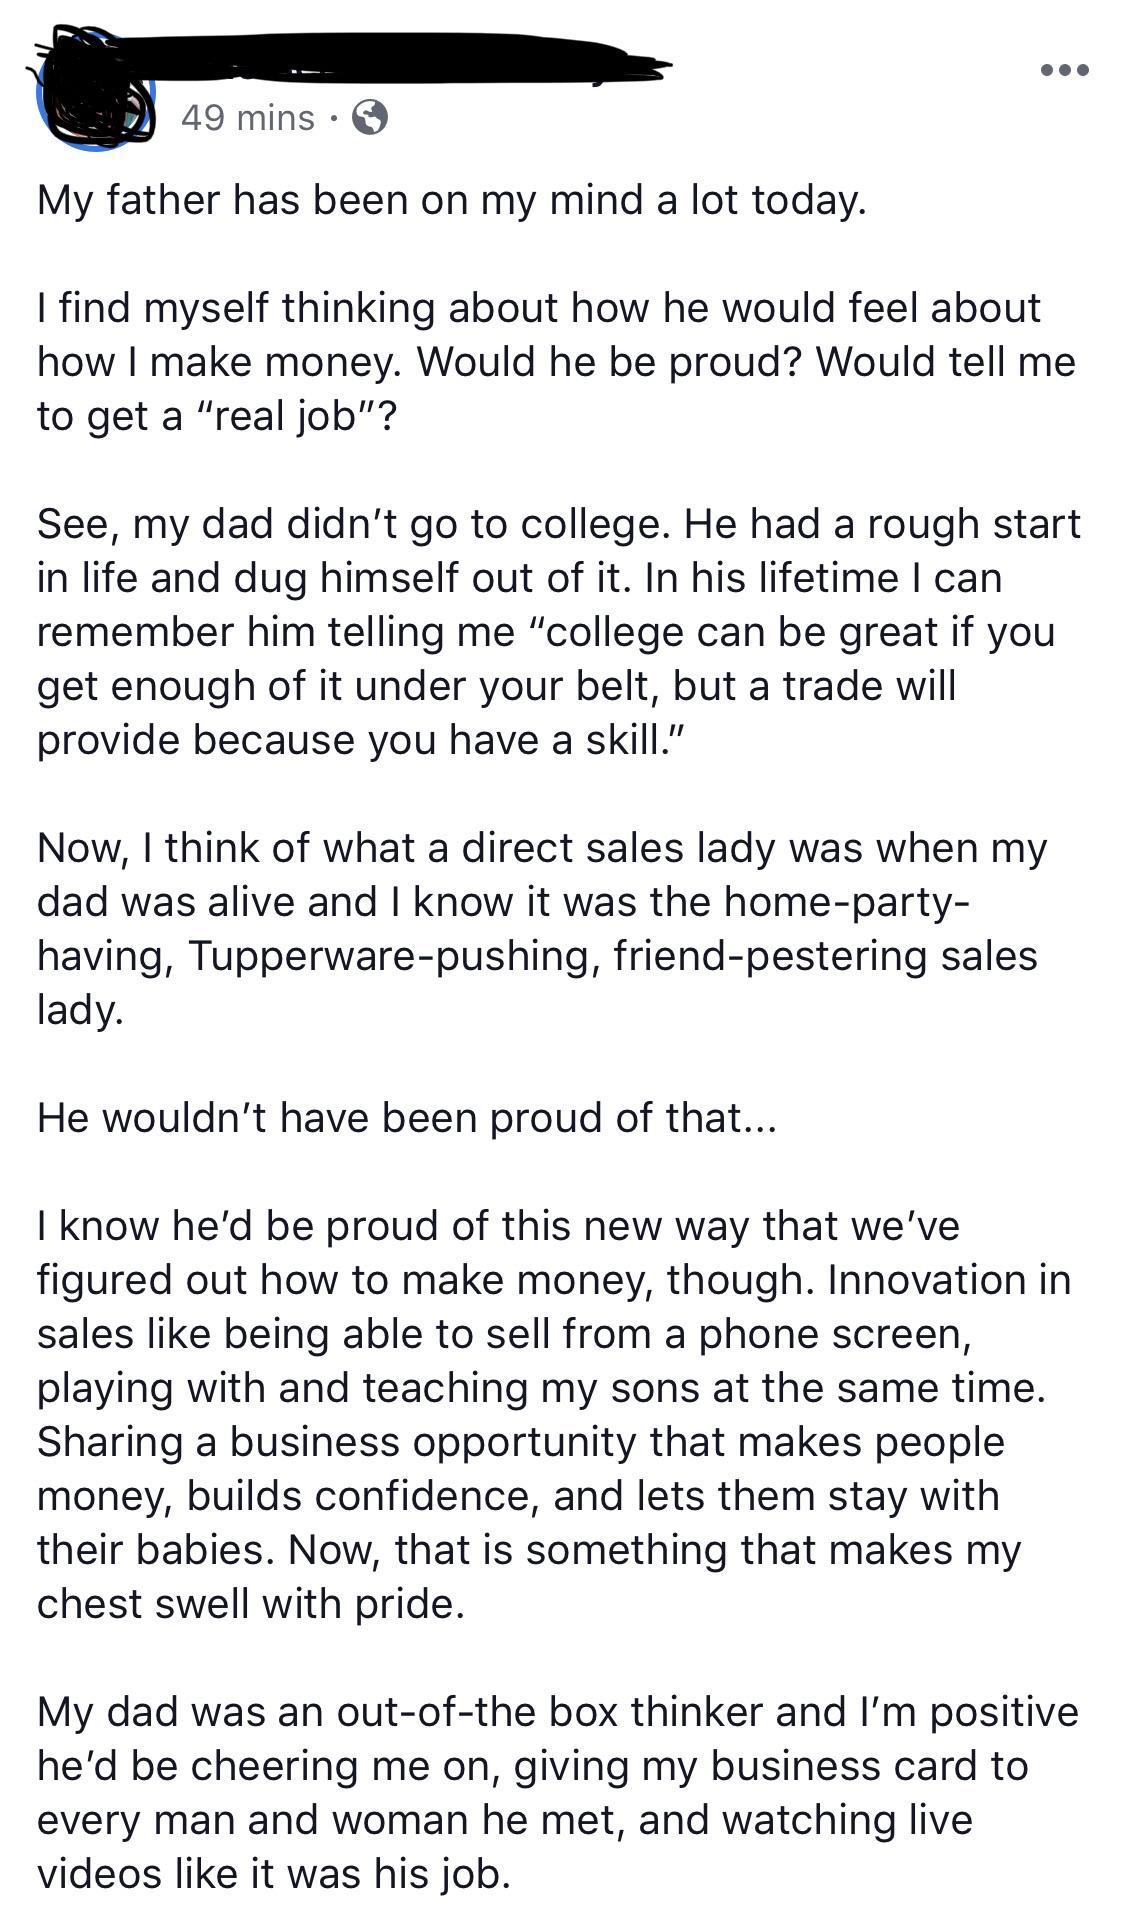 49 mins ·
My father has been on my mind a lot today.
I find myself thinking about how he would feel about
how I make money. Would he be proud? Would tell me
to get a “real job”?
See, my dad didn’t go to college. He had a rough start
in life and dug himself out of it. In his lifetime I can
remember him telling me “college can be great if you
get enough of it under your belt, but a trade will
provide because you have a skill.”
Now, I think of what a direct sales lady was when my
dad was alive and I know it was the home-party-
having, Tupperware-pushing, friend-pestering sales
lady.
He wouldn’t have been proud of that...
I know he’d be proud of this new way that we’ve
figured out how to make money, though. Innovation in
sales like being able to sell from a phone screen,
playing with and teaching my sons at the same time.
Sharing a business opportunity that makes people
money, builds confidence, and lets them stay with
their babies. Now, that is something that makes my
chest swell with pride.
My dad was an out-of-the box thinker and I’m positive
he’d be cheering me on, giving my business card to
every man and woman he met, and watching live
videos like it was his job.